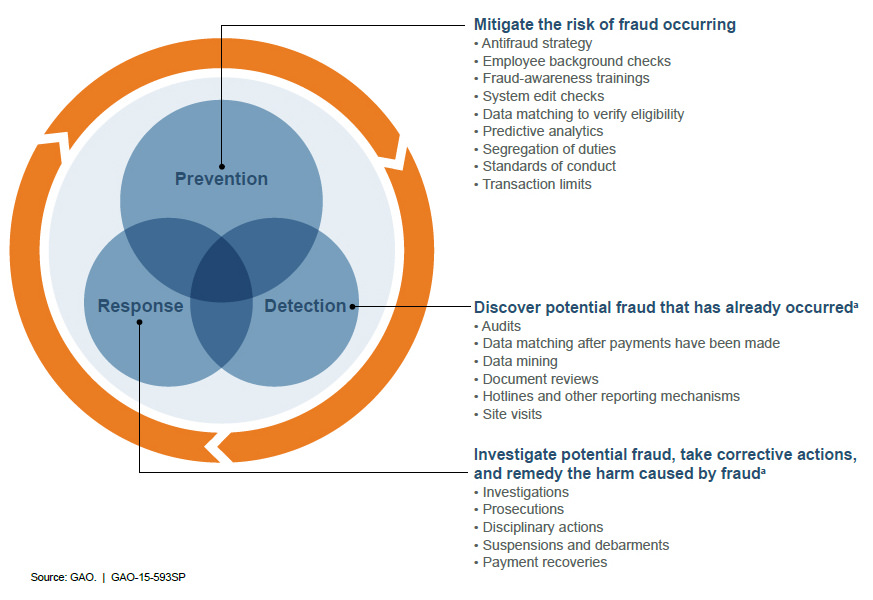 Mitigate the risk of fraud occurring
• Antifraud strategy
• Employee background checks
• Fraud-awareness trainings
• System edit checks
• Data matching to verify eligibility
• Predictive analytics
• Segregation of duties
• Standards of conduct
• Transaction limits
Prevention
Response
Detection
Discover potential fraud that has already occurredᵃ
• Audits
• Data matching after payments have been made
• Data mining
• Document reviews
• Hotlines and other reporting mechanisms
• Site visits
Investigate potential fraud, take corrective actions,
and remedy the harm caused by fraudᵃ
• Investigations
• Prosecutions
• Disciplinary actions
• Suspensions and debarments
• Payment recoveries
Source: GAO. | GAO-15-593SP